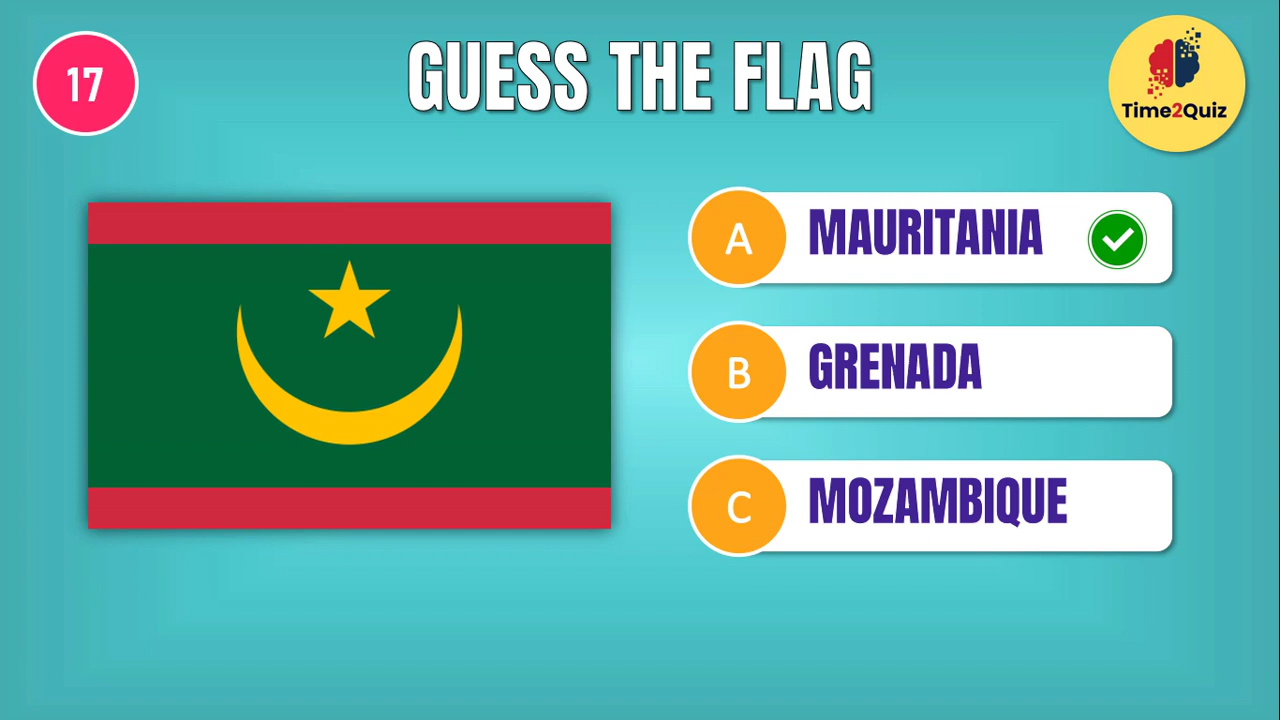 17
GUESS THE FLAG
Time2Quiz
A MAURITANIA
B GRENADA
C MOZAMBIQUE